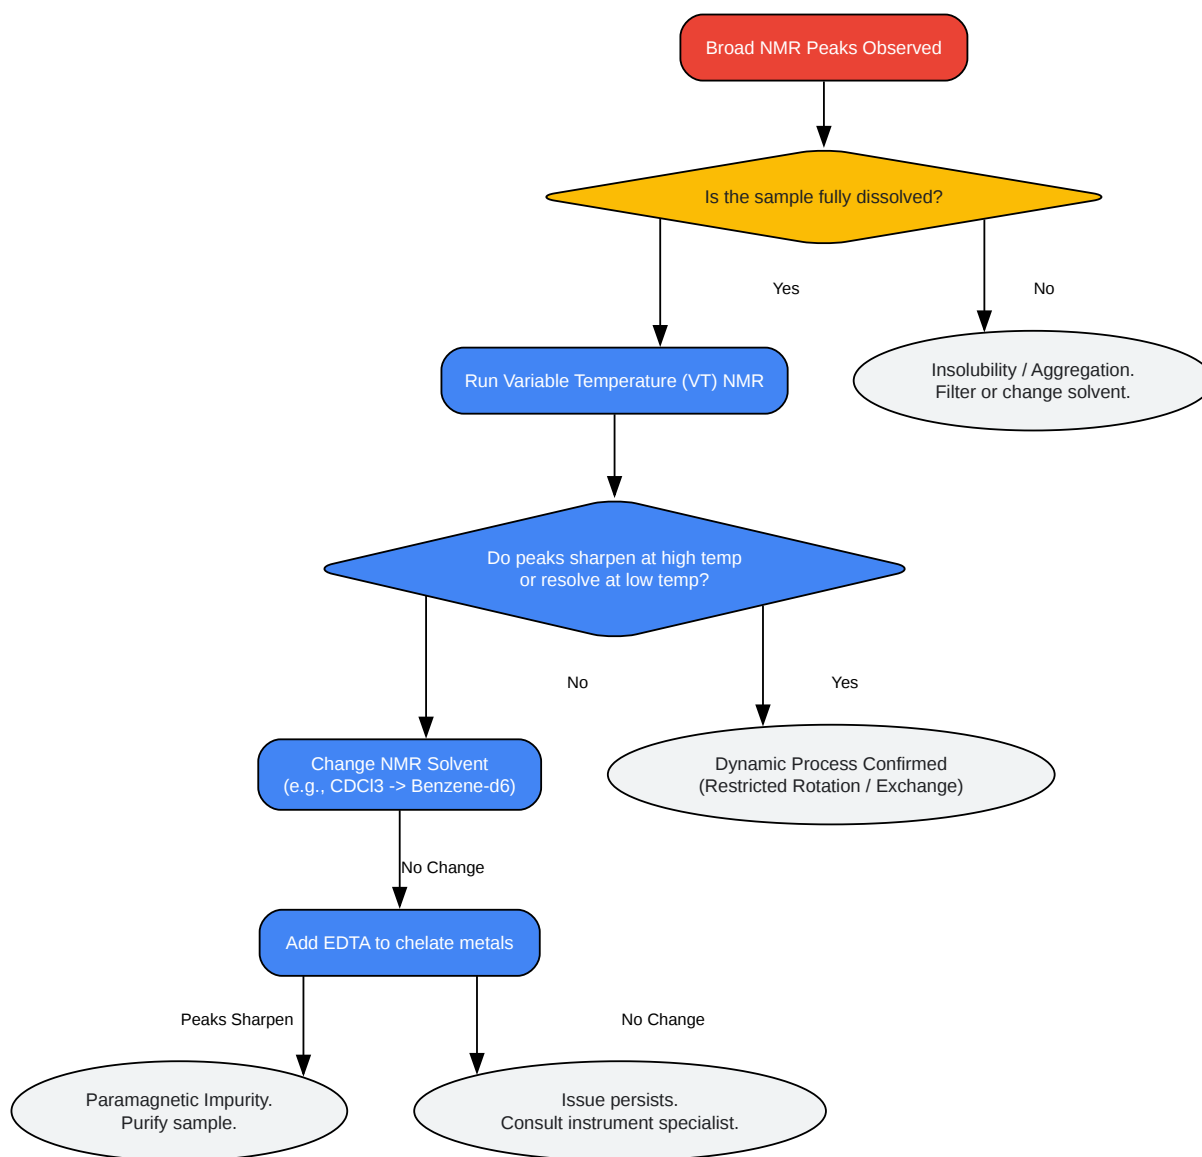 Broad NMR Peaks Observed
Is the sample fully dissolved?
Yes
No
Run Variable Temperature (VT) NMR
Insolubility / Aggregation.
Filter or change solvent.
Do peaks sharpen at high temp
or resolve at low temp?
No
Yes
Change NMR Solvent
(e.g., CDCl3 -> Benzene-d6)
Dynamic Process Confirmed
(Restricted Rotation / Exchange)
No Change
Add EDTA to chelate metals
Peaks Sharpen
No Change
Paramagnetic Impurity.
Purify sample.
Issue persists.
Consult instrument specialist.